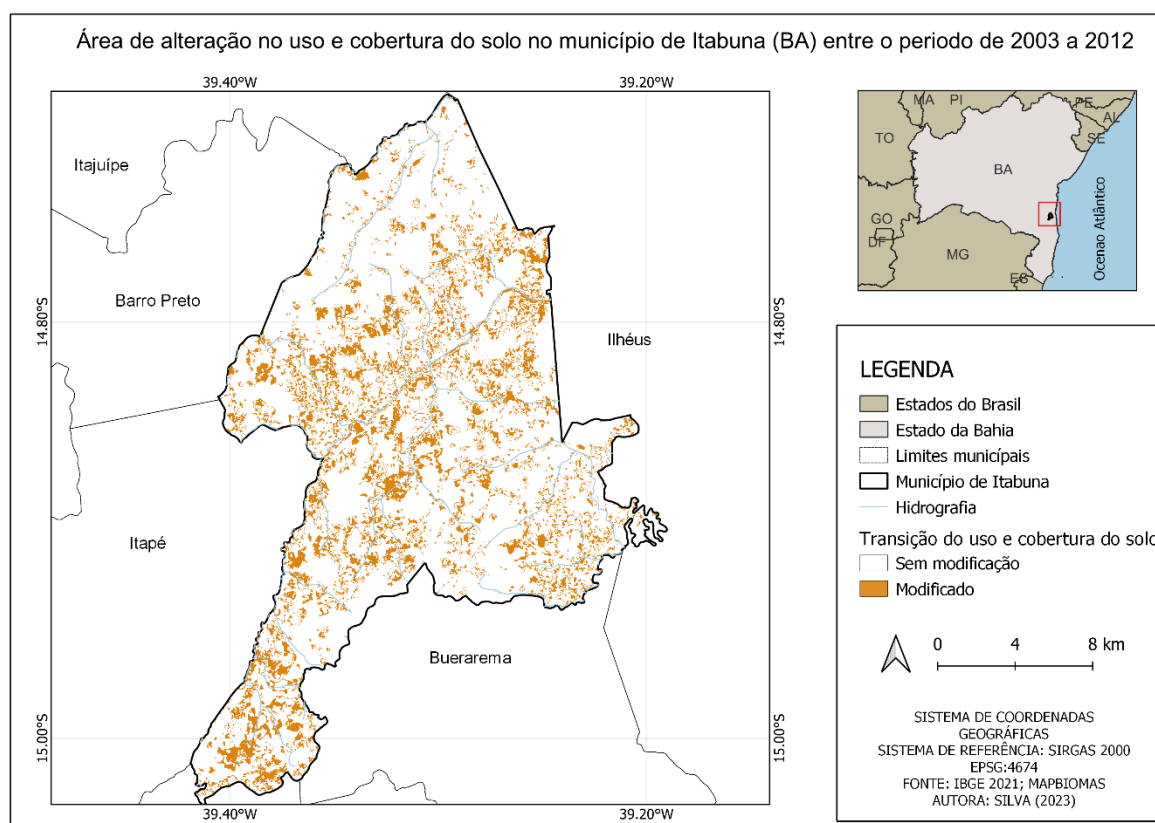 Área de alteração no uso e cobertura do solo no município de Itabuna (BA) entre o periodo de 2003 a 2012
39.40°W
39.20°W
Itajuípe
Barro Preto
14.80°S
14.80°S
Ilhéus
Itapé
Buerarema
15.00°S
15.00°S
39.40°W
39.20°W
MA
PI
PE
AL
SE
TO
BA
GO
DF
MG
ES
Ocenao Atlântico
LEGENDA
Estados do Brasil
Estado da Bahia
Limites municípais
Município de Itabuna
Hidrografia
Transição do uso e cobertura do solo
Sem modificação
Modificado
0 4 8 km
SISTEMA DE COORDENADAS
GEOGRÁFICAS
SISTEMA DE REFERÊNCIA: SIRGAS 2000
EPSG:4674
FONTE: IBGE 2021; MAPBIOMAS
AUTORA: SILVA (2023)